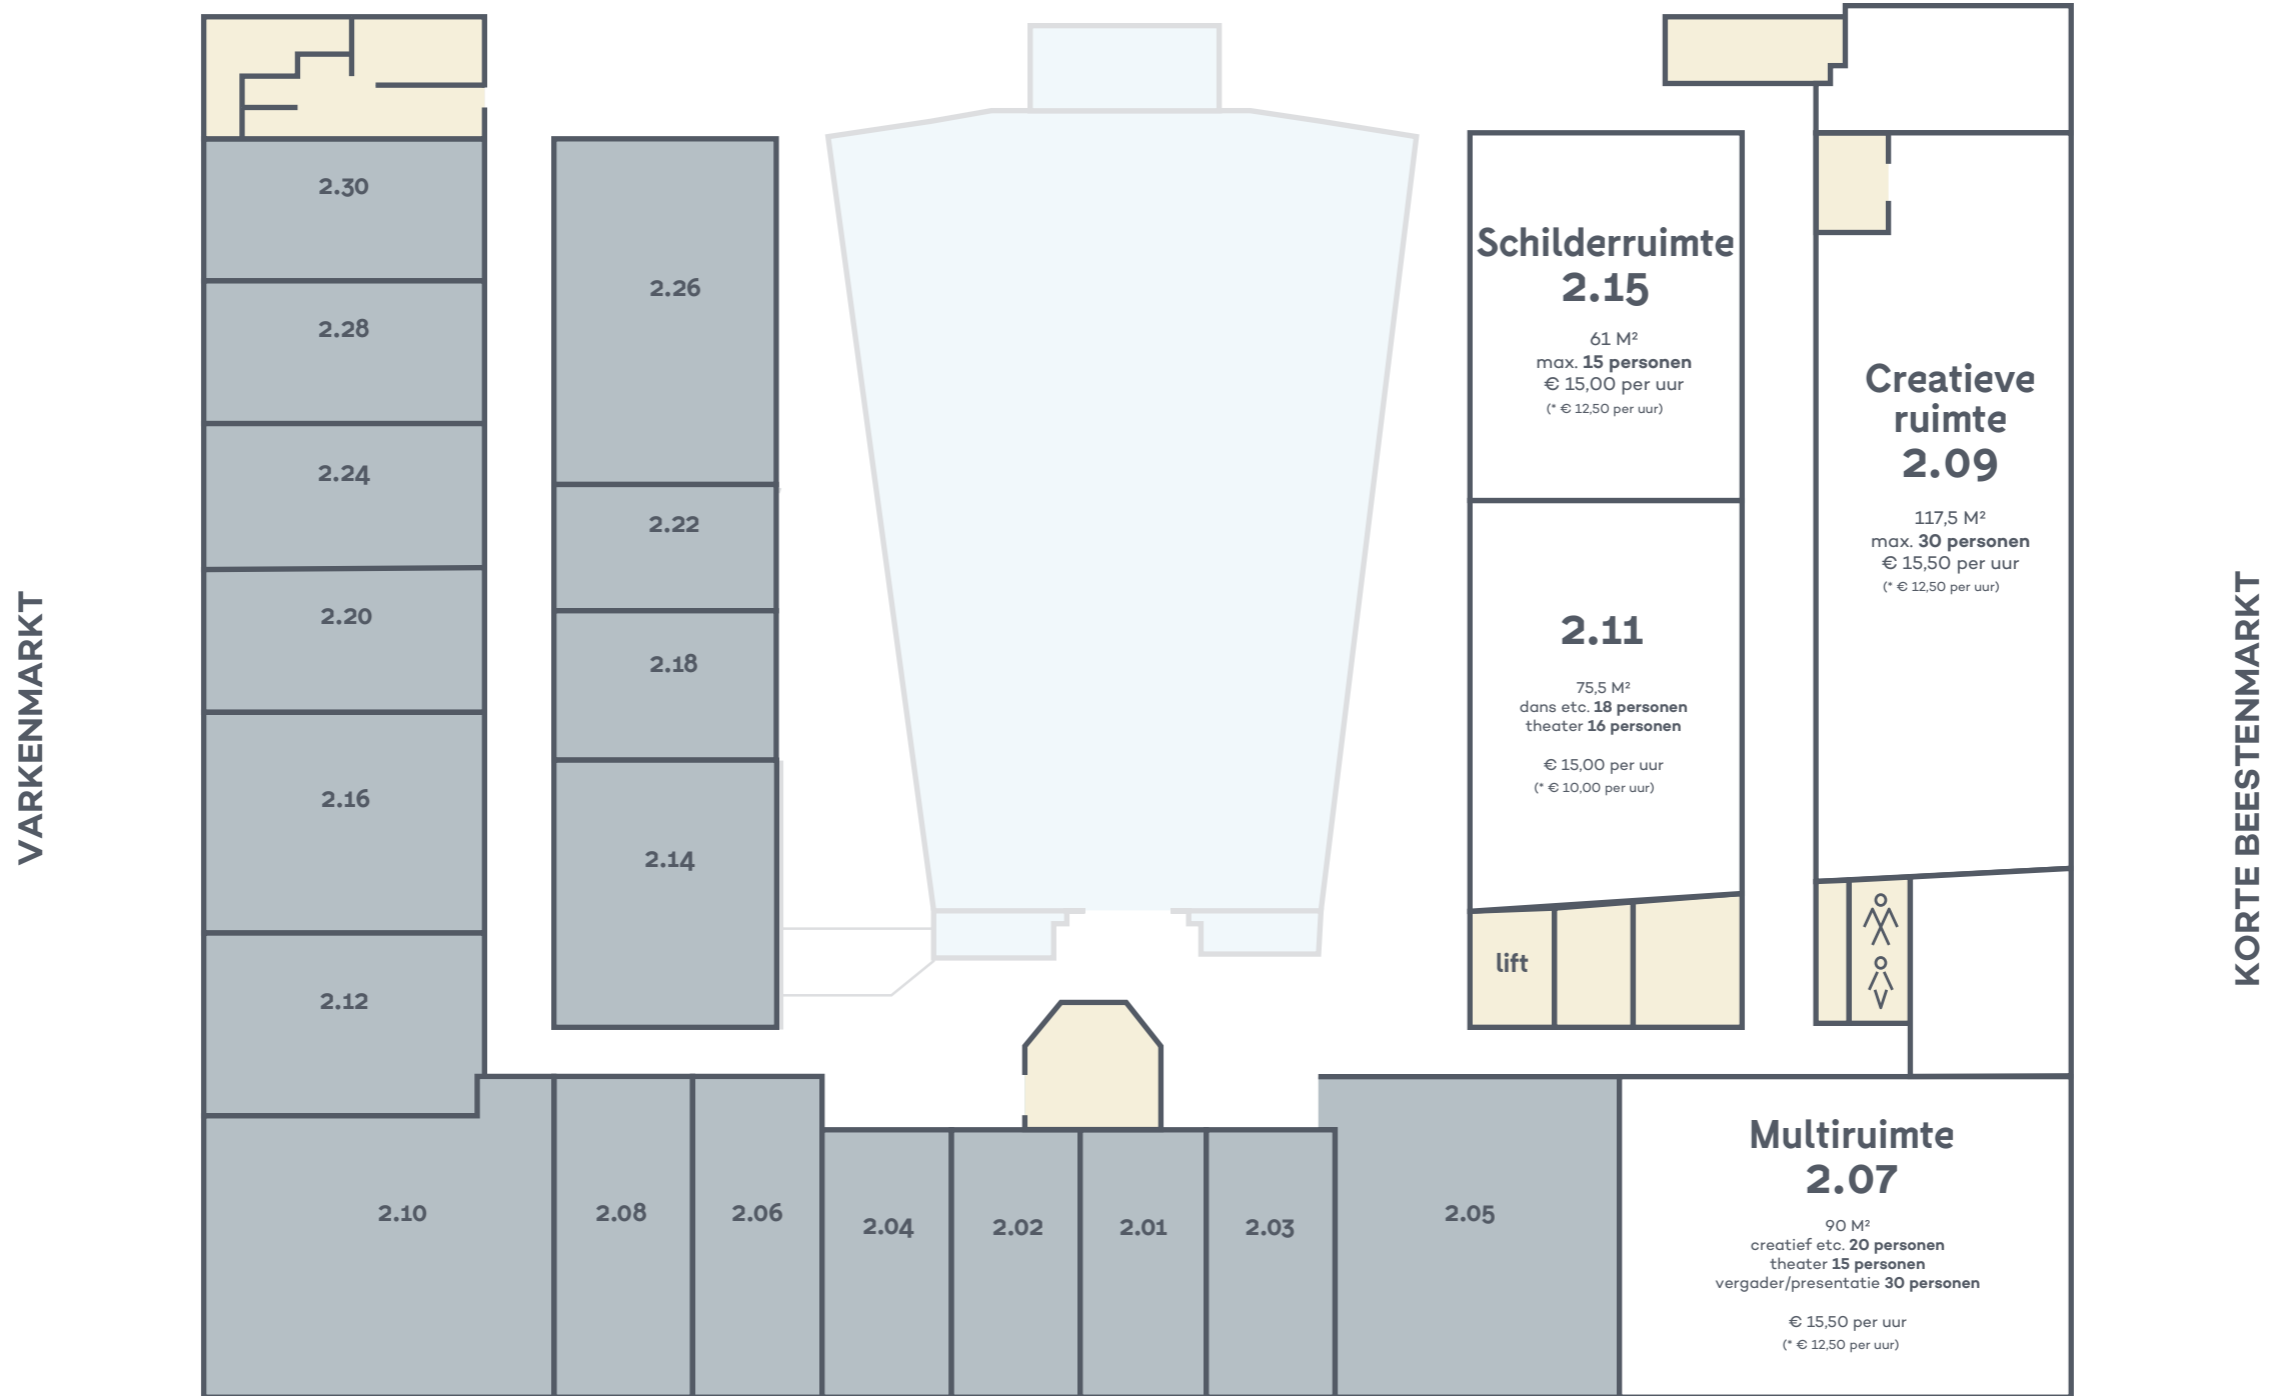 VARKENMARKT
2.30
2.28
2.24
2.20
2.16
2.12
2.26
2.22
2.18
2.14
2.10
2.08
2.06
2.04
2.02
2.01
2.03
2.05
Schilderruimte
2.15
61 M²
max. 15 personen
€ 15,00 per uur
(* € 12,50 per uur)
2.11
75,5 M²
dans etc. 18 personen
theater 16 personen
€ 15,00 per uur
(* € 10,00 per uur)
lift
Creatieve
ruimte
2.09
117,5 M²
max. 30 personen
€ 15,50 per uur
(* € 12,50 per uur)
Multiruimte
2.07
90 M²
creatief etc. 20 personen
theater 15 personen
vergader/presentatie 30 personen
€ 15,50 per uur
(* € 12,50 per uur)
KORTE BEESTENMARKT